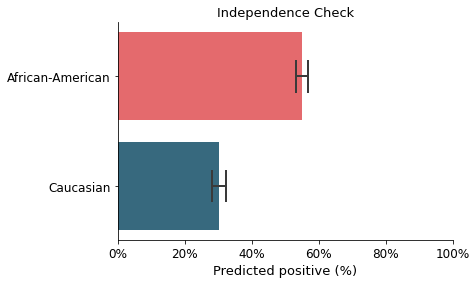 Independence Check
African-American
Caucasian
0% 20% 40% 60% 80% 100%
Predicted positive (%)